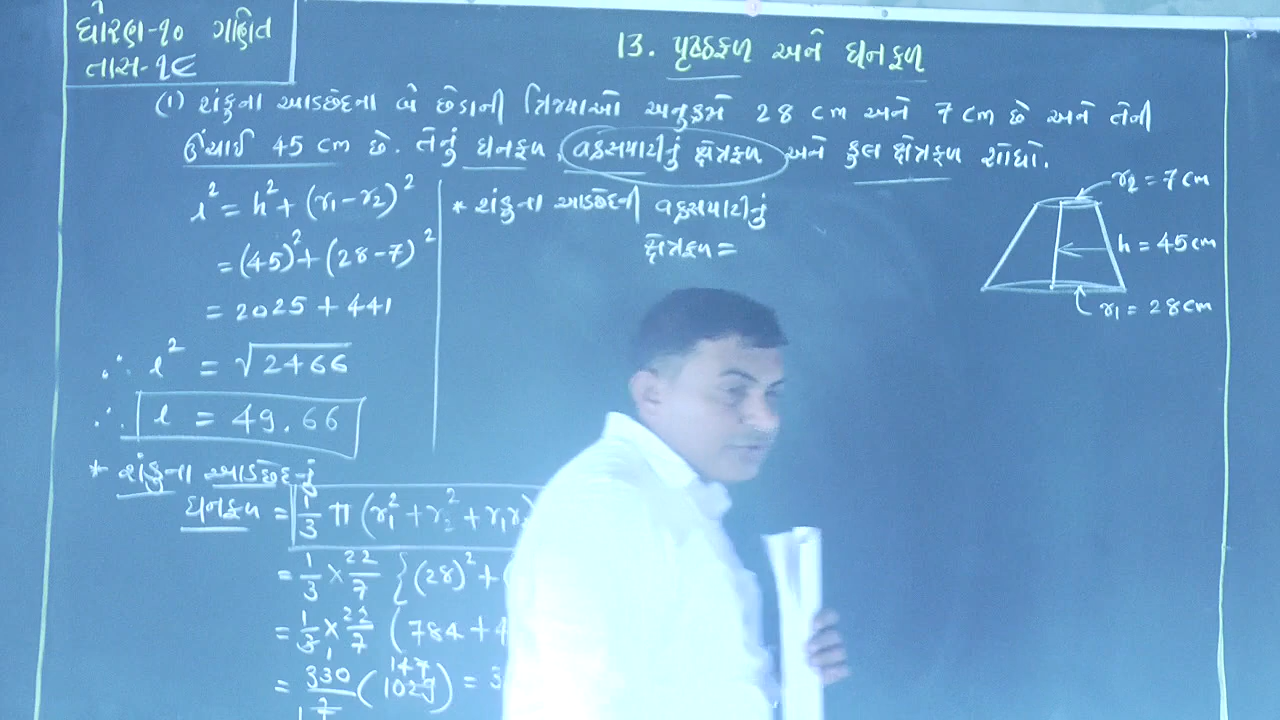 ધોરણ-૧૦ ગણિત
તાસ-૧૯
13. પૃષ્ઠફળ અને ઘનફળ
(1) શંકુના આડછેદના બે છેડાની ત્રિજ્યાઓ અનુક્રમે 28 cm અને 7 cm છે અને તેની
ઊંચાઈ 45 cm છે. તેનું ઘનફળ, વક્રસપાટીનું ક્ષેત્રફળ અને કુલ ક્ષેત્રફળ શોધો.
l² = h² + (r₁ - r₂)²
= (45)² + (28 - 7)²
= 2025 + 441
∴ l² = √2466
∴ l = 49.66
* શંકુના આડછેદનું
ઘનફળ = 1/3 π (r₁² + r₂² + r₁r₂
= 1/3 × 22/7 {(28)² + (
= 1/3 × 22/7 (784 + 4
= 330 (147 1029) = 3
* શંકુના આડછેદની વક્રસપાટીનું
ક્ષેત્રફળ =
r₂ = 7 cm
h = 45 cm
r₁ = 28 cm